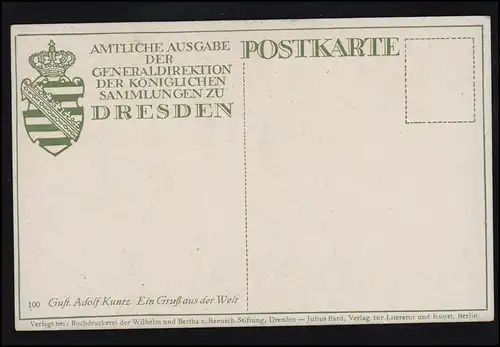 AMTLICHE AUSGABE
DER
GENERALDIREKTION
DER KÖNIGLICHEN
SAMMLUNGEN ZU
DRESDEN
POSTKARTE
100 Gust. Adolf Kuntz Ein Gruß aus der Welt
Verlegt bei: Buchdruckerei der Wilhelm und Bertha v. Baensch-Stiftung, Dresden — Julius Bard, Verlag für Literatur und Kunst, Berlin.